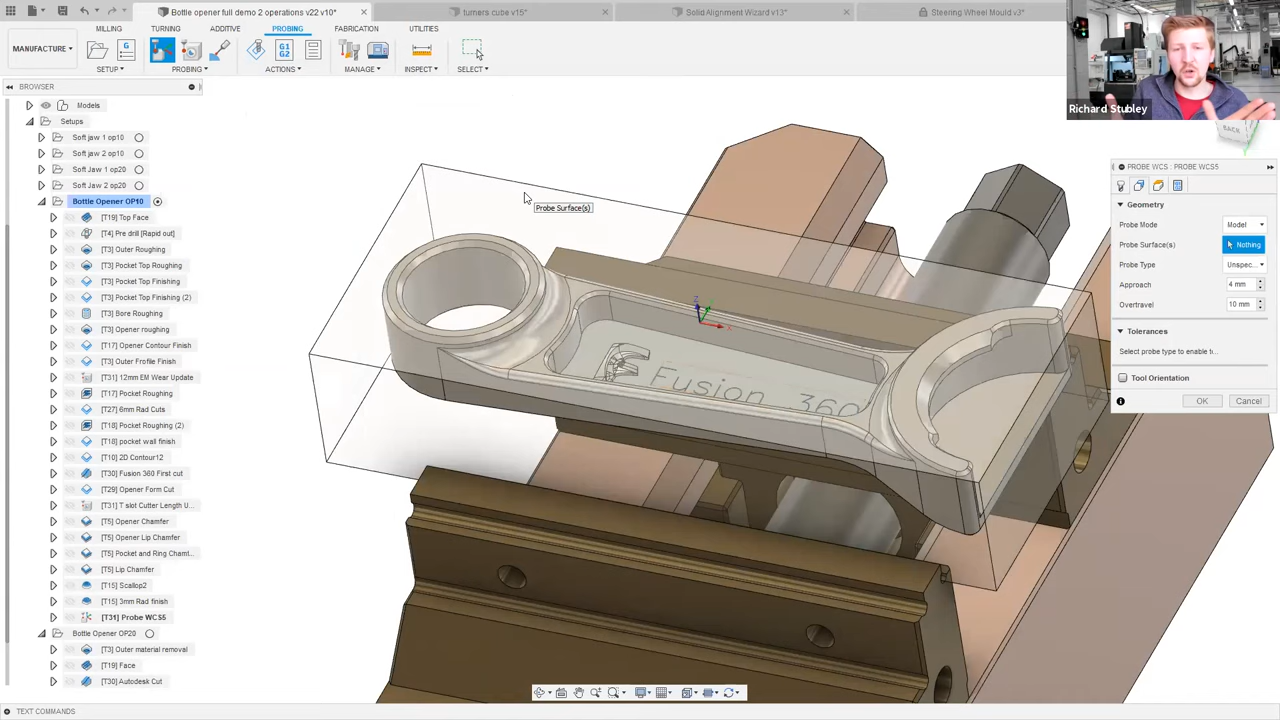 Bottle opener full demo 2 operations v22 v10*
turners cube v15*
Solid Alignment Wizard v13*
Steering Wheel Mould v3*
MILLING
TURNING
ADDITIVE
PROBING
FABRICATION
UTILITIES
MANUFACTURE
G1
G2
SETUP
PROBING
ACTIONS
MANAGE
INSPECT
SELECT
Richard Stubley
BROWSER
Models
Setups
Soft jaw 1 op10
Soft jaw 2 op10
Soft Jaw 1 op20
Soft Jaw 2 op20
Bottle Opener OP10
[T19] Top Face
[T4] Pre drill [Rapid out]
[T3] Outer Roughing
[T3] Pocket Top Roughing
[T3] Pocket Top Finishing
[T3] Pocket Top Finishing (2)
[T3] Bore Roughing
[T3] Opener roughing
[T17] Opener Contour Finish
[T3] Outer Frofile Finish
[T31] 12mm EM Wear Update
[T17] Pocket Roughing
[T27] 6mm Rad Cuts
[T18] Pocket Roughing (2)
[T18] pocket wall finish
[T10] 2D Contour12
[T30] Fusion 360 First cut
[T29] Opener Form Cut
[T31] T slot Cutter Length U...
[T5] Opener Chamfer
[T5] Opener Lip Chamfer
[T5] Pocket and Ring Chamf...
[T5] Lip Chamfer
[T15] Scallop2
[T15] 3mm Rad finish
[T31] Probe WCS5
Bottle Opener OP20
[T3] Outer material removal
[T19] Face
[T30] Autodesk Cut
Probe Surface(s)
Z
X
Fusion 360
BACK
PROBE WCS : PROBE WCS5
Geometry
Probe Mode
Model
Probe Surface(s)
Nothing
Probe Type
Unspec...
Approach
4 mm
Overtravel
10 mm
Tolerances
Select probe type to enable t...
Tool Orientation
OK
Cancel
TEXT COMMANDS